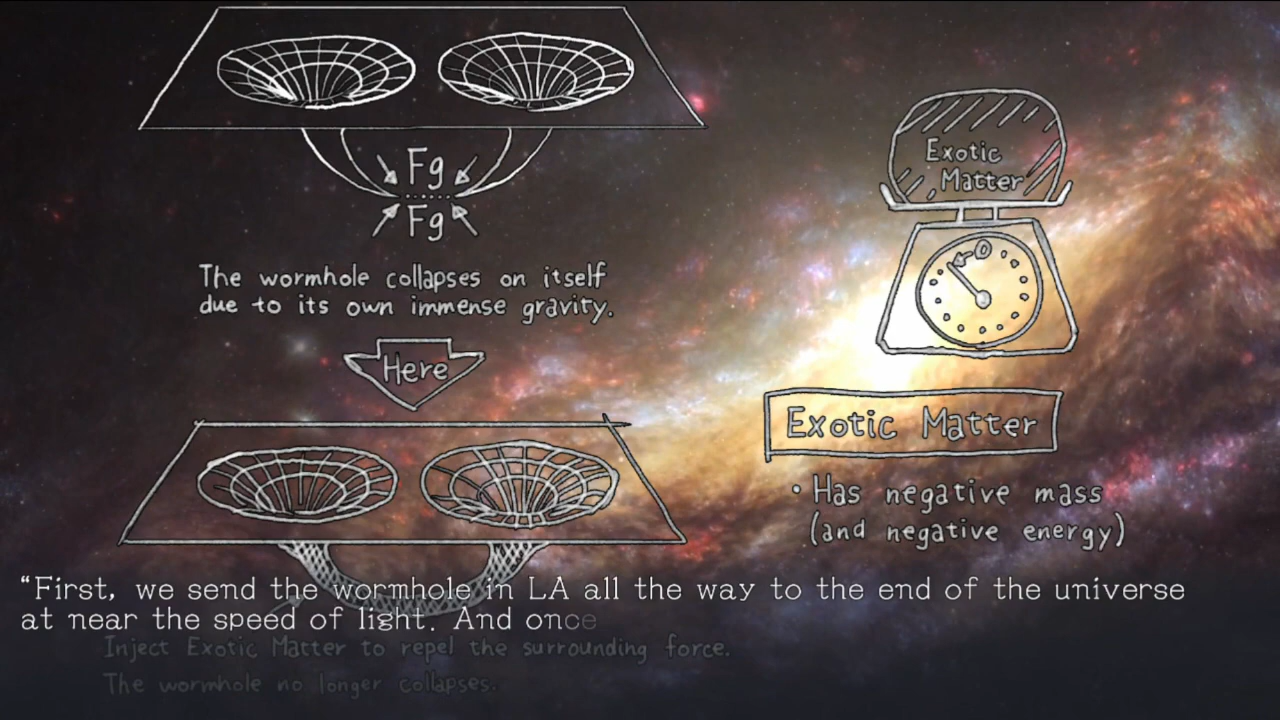 Fg
Fg
The wormhole collapses on itself
due to its own immense gravity.
Here
Exotic
Matter
0
Exotic Matter
・Has negative mass
(and negative energy)
“First, we send the wormhole in LA all the way to the end of the universe
at near the speed of light. And once
Inject Exotic Matter to repel the surrounding force.
The wormhole no longer collapses.